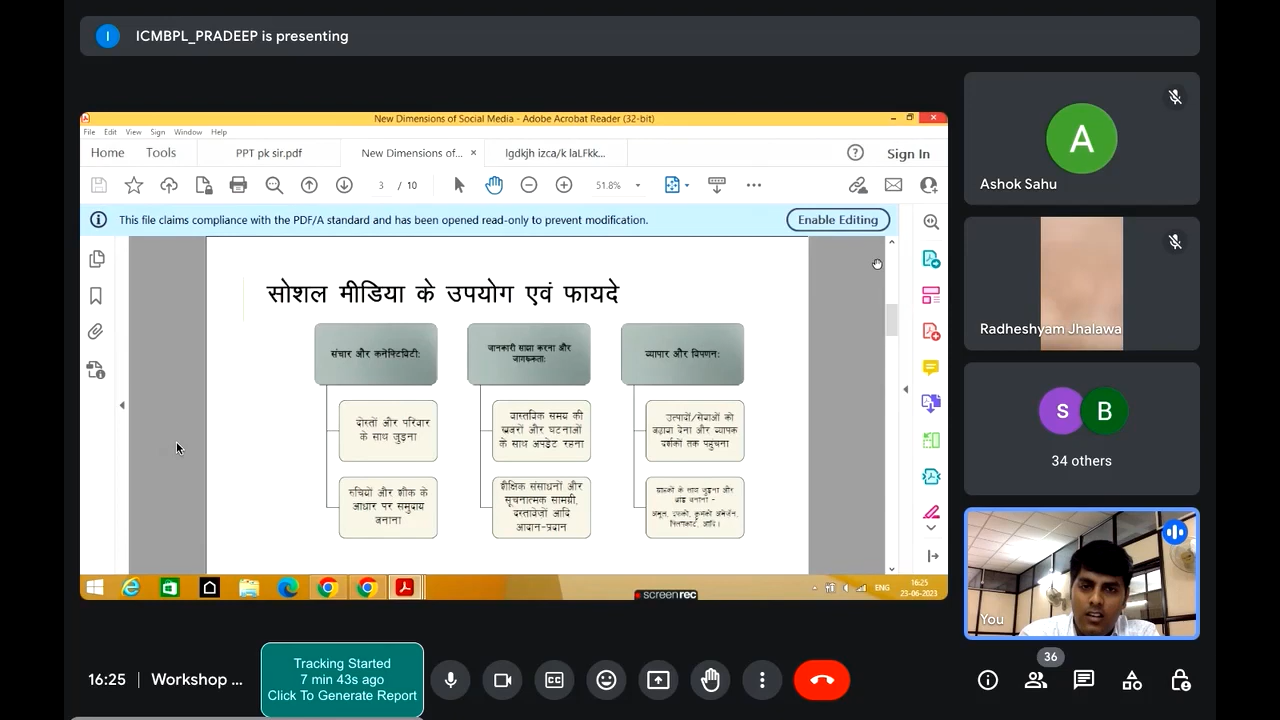 I
ICMBPL_PRADEEP is presenting
New Dimensions of Social Media - Adobe Acrobat Reader (32-bit)
File Edit View Sign Window Help
Home Tools PPT pk sir.pdf New Dimensions of... × lgdkjh izca/k laLFkk... Sign In
3 / 10 51.8%
This file claims compliance with the PDF/A standard and has been opened read-only to prevent modification.
Enable Editing
सोशल मीडिया के उपयोग एवं फायदे
संचार और कनेक्टिविटी:
दोस्तों और परिवार
के साथ जुड़ना
रुचियों और शौक के
आधार पर समुदाय
बनाना
जानकारी साझा करना और
जागरूकता:
वास्तविक समय की
खबरों और घटनाओं
के साथ अपडेट रहना
शैक्षिक संसाधनों और
सूचनात्मक सामग्री,
दस्तावेजों आदि
आदान-प्रदान
व्यापार और विपणन:
उत्पादों/सेवाओं को
बढ़ावा देना और व्यापक
दर्शकों तक पहुंचना
ग्राहकों के साथ जुड़ना और
ब्रांड बनाना -
अमूल, इफको,
आदि।
ENG
16:25
23-06-2023
screenrec
A
Ashok Sahu
Radheshyam Jhalawa
S B
34 others
You
16:25 | Workshop ...
Tracking Started
7 min 43s ago
Click To Generate Report
36